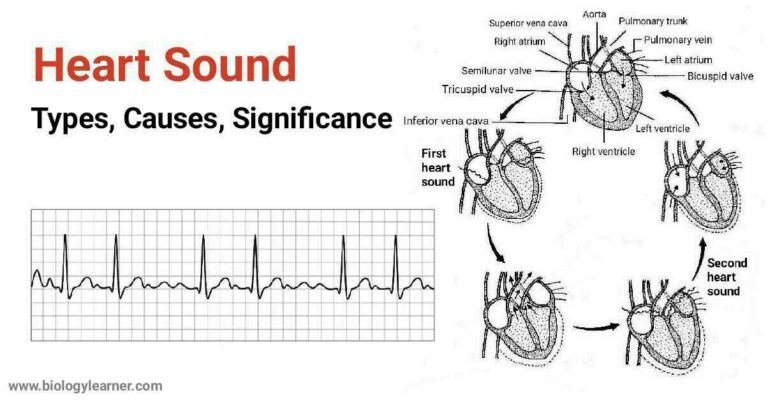 Heart Sound
Types, Causes, Significance
Aorta
Superior vena cava
Pulmonary trunk
Right atrium
Pulmonary vein
Left atrium
Semilunar valve
Bicuspid valve
Tricuspid valve
Inferior vena cava
Left ventricle
Right ventricle
First
heart
sound
Second
heart
sound
www.biologylearner.com